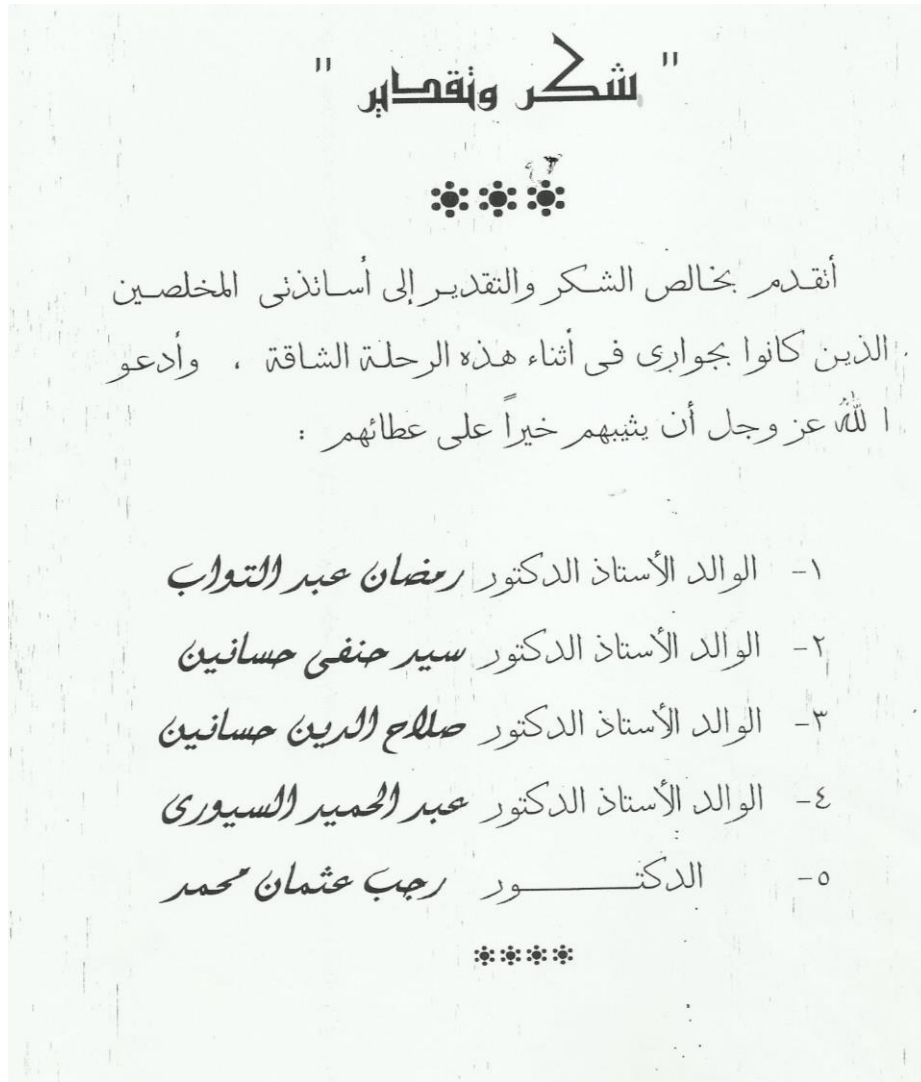 " شكر وتقدير "
أتقدم بخالص الشكر والتقدير إلى أساتذتى المخلصين
الذين كانوا بجوارى فى أثناء هذه الرحلة الشاقة ، وأدعو
اللهُ عز وجل أن يثيبهم خيراً على عطائهم :
١- الوالد الأستاذ الدكتور رمضان عبد التواب
٢- الوالد الأستاذ الدكتور سيد حنفى حسانين
٣- الوالد الأستاذ الدكتور صلاح الدين حسانين
٤- الوالد الأستاذ الدكتور عبد الحميد السيورى
٥- الدكتــــــور رجب عثمان محمد